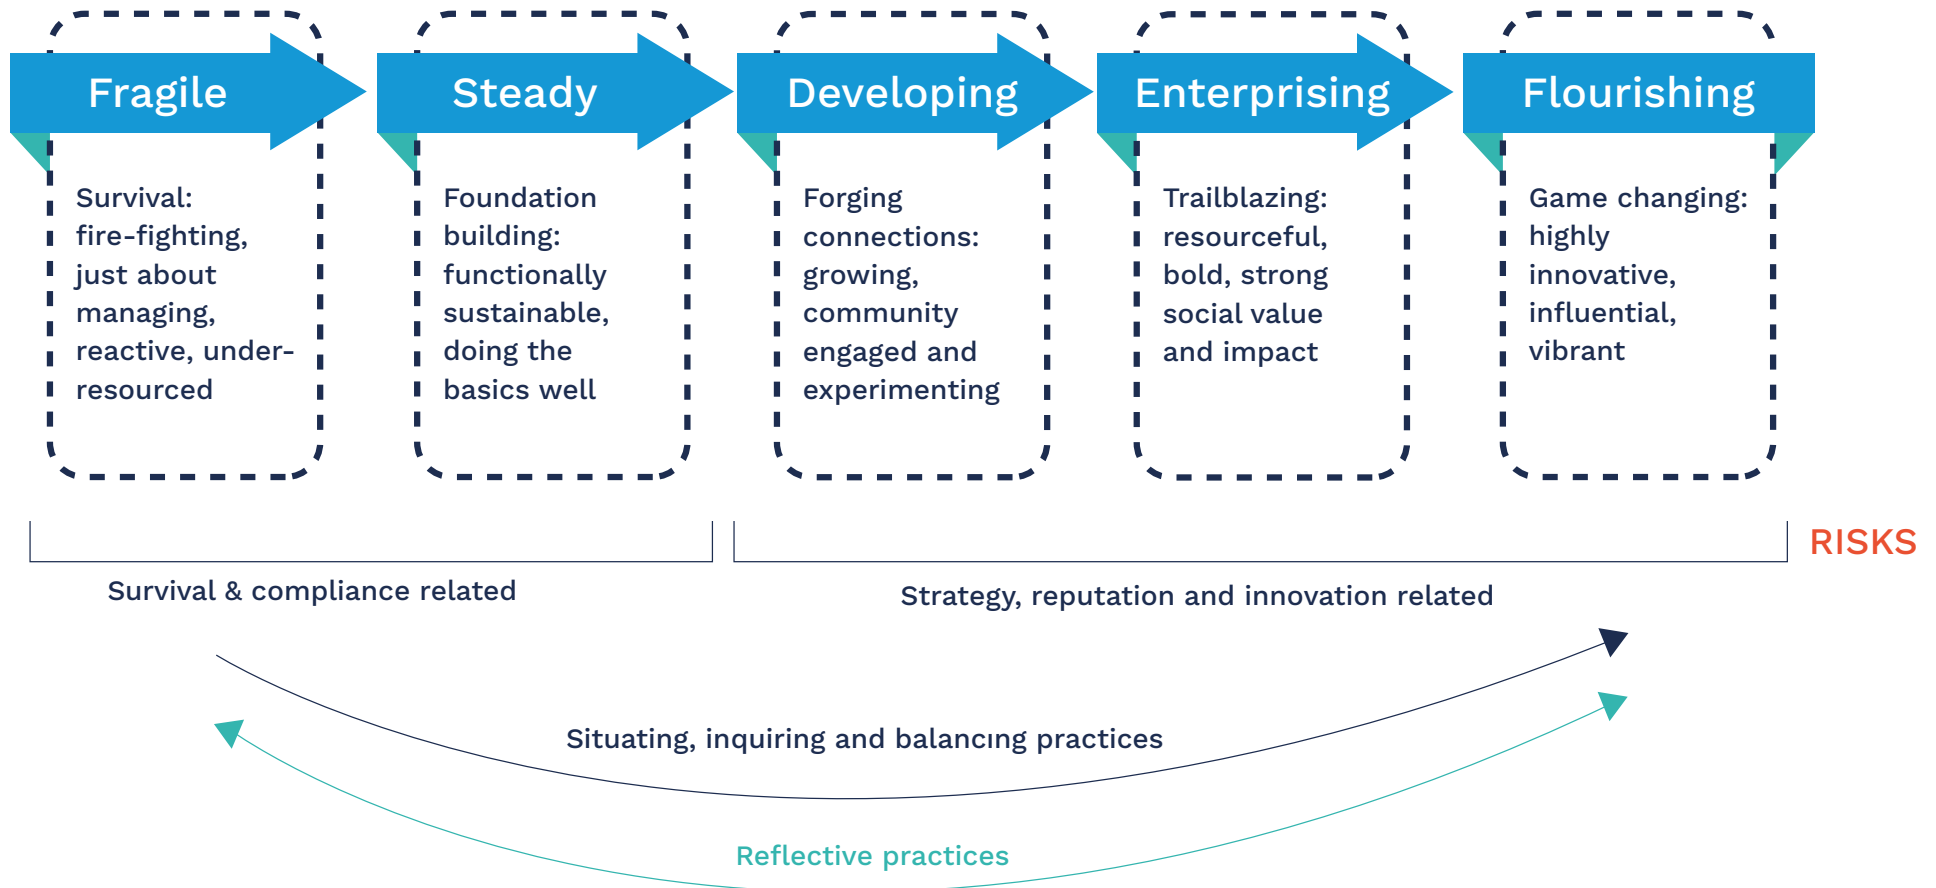 Fragile
Steady
Developing
Enterprising
Flourishing
Survival:
fire-fighting,
just about
managing,
reactive, under-
resourced
Foundation
building:
functionally
sustainable,
doing the
basics well
Forging
connections:
growing,
community
engaged and
experimenting
Trailblazing:
resourceful,
bold, strong
social value
and impact
Game changing:
highly
innovative,
influential,
vibrant
RISKS
Survival & compliance related
Strategy, reputation and innovation related
Situating, inquiring and balancıng practices
Reflective practices